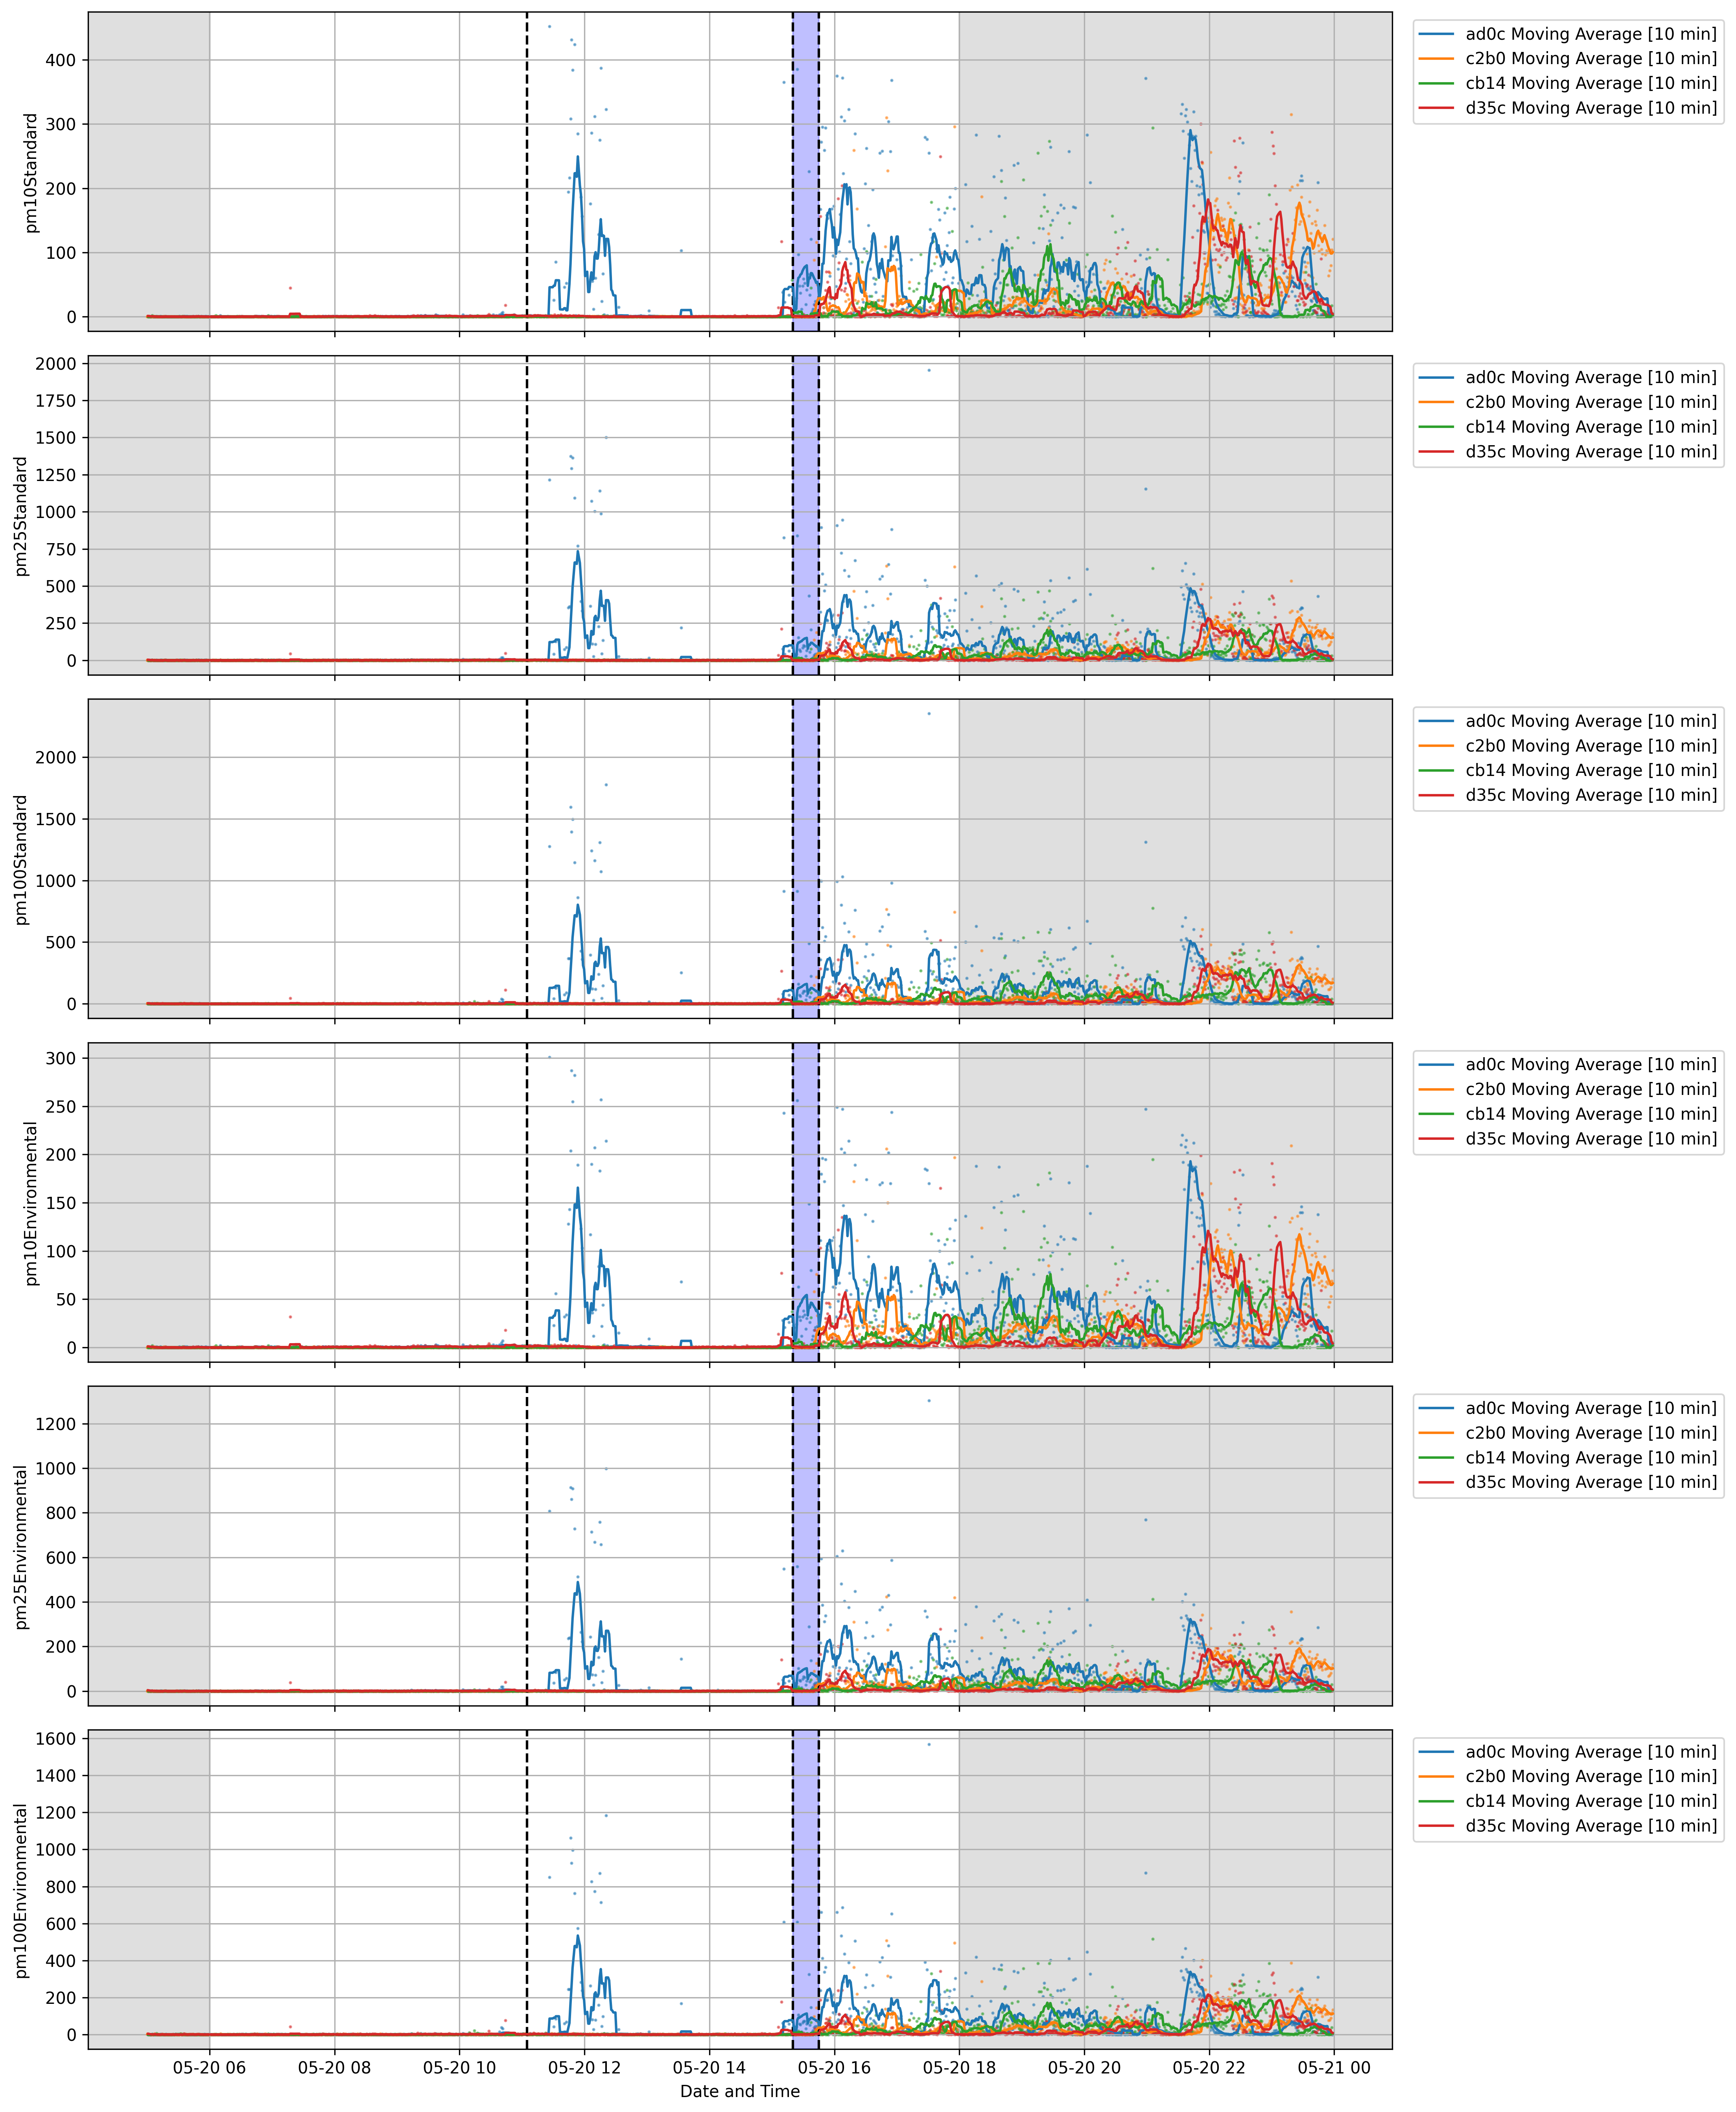 pm10Standard
400
300
200
100
0
ad0c Moving Average [10 min]
c2b0 Moving Average [10 min]
cb14 Moving Average [10 min]
d35c Moving Average [10 min]
pm25Standard
2000
1750
1500
1250
1000
750
500
250
0
ad0c Moving Average [10 min]
c2b0 Moving Average [10 min]
cb14 Moving Average [10 min]
d35c Moving Average [10 min]
pm100Standard
2000
1500
1000
500
0
ad0c Moving Average [10 min]
c2b0 Moving Average [10 min]
cb14 Moving Average [10 min]
d35c Moving Average [10 min]
pm10Environmental
300
250
200
150
100
50
0
ad0c Moving Average [10 min]
c2b0 Moving Average [10 min]
cb14 Moving Average [10 min]
d35c Moving Average [10 min]
pm25Environmental
1200
1000
800
600
400
200
0
ad0c Moving Average [10 min]
c2b0 Moving Average [10 min]
cb14 Moving Average [10 min]
d35c Moving Average [10 min]
pm100Environmental
1600
1400
1200
1000
800
600
400
200
0
ad0c Moving Average [10 min]
c2b0 Moving Average [10 min]
cb14 Moving Average [10 min]
d35c Moving Average [10 min]
05-20 06 05-20 08 05-20 10 05-20 12 05-20 14 05-20 16 05-20 18 05-20 20 05-20 22 05-21 00
Date and Time